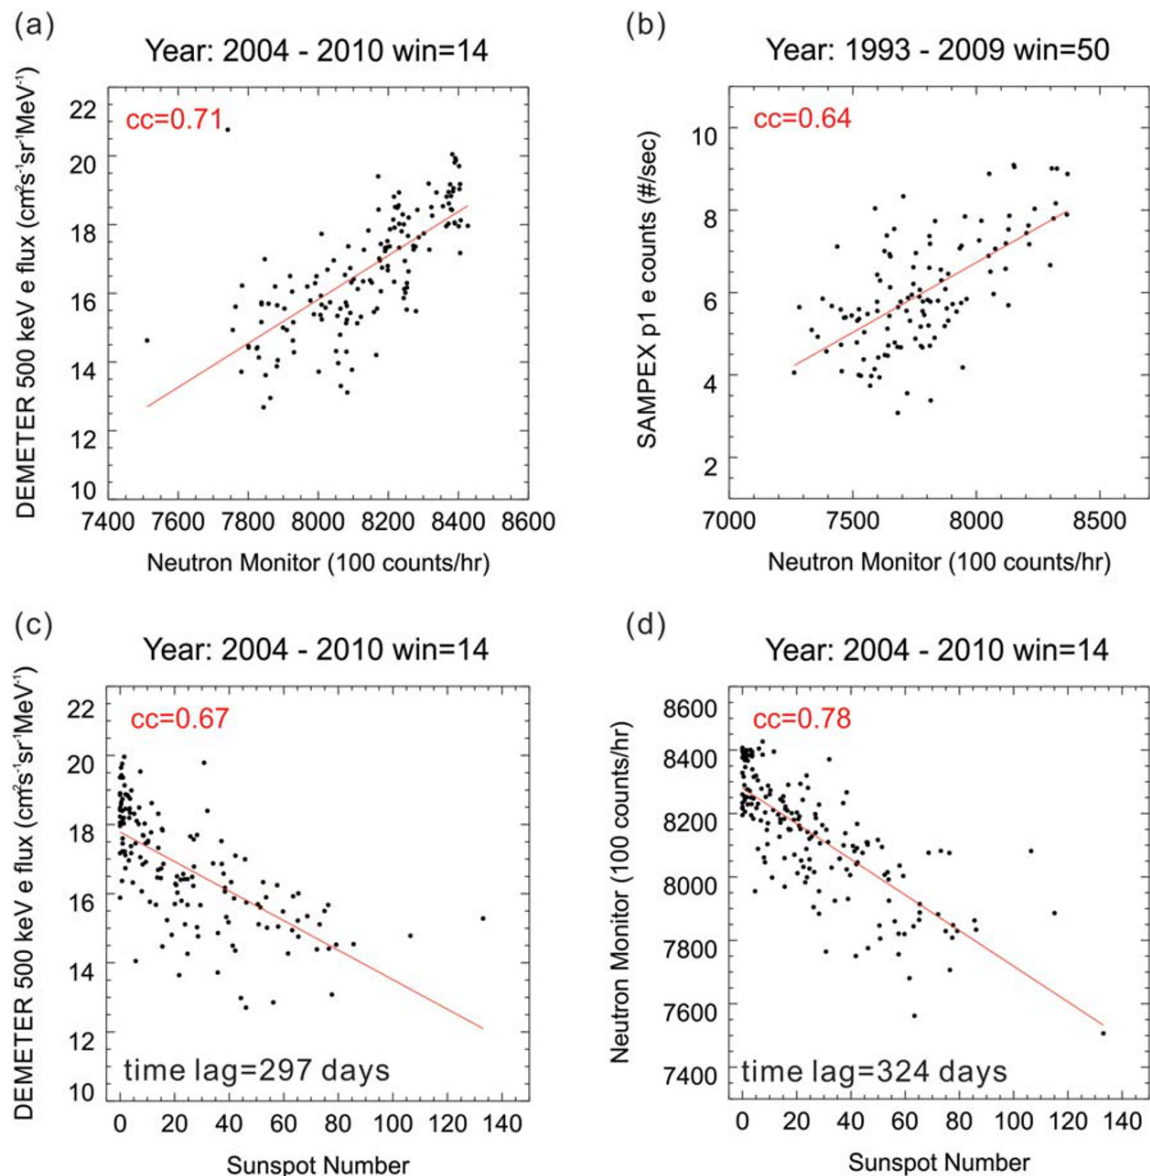 (a)
Year: 2004 - 2010 win=14
cc=0.71
DEMETER 500 keV e flux (cm²s⁻¹sr⁻¹MeV⁻¹)
22
20
18
16
14
12
10
7400 7600 7800 8000 8200 8400 8600
Neutron Monitor (100 counts/hr)
(b)
Year: 1993 - 2009 win=50
cc=0.64
SAMPEX p1 e counts (#/sec)
10
8
6
4
2
7000 7500 8000 8500
Neutron Monitor (100 counts/hr)
(c)
Year: 2004 - 2010 win=14
cc=0.67
DEMETER 500 keV e flux (cm²s⁻¹sr⁻¹MeV⁻¹)
22
20
18
16
14
12
10
time lag=297 days
0 20 40 60 80 100 120 140
Sunspot Number
(d)
Year: 2004 - 2010 win=14
cc=0.78
Neutron Monitor (100 counts/hr)
8600
8400
8200
8000
7800
7600
7400
time lag=324 days
0 20 40 60 80 100 120 140
Sunspot Number